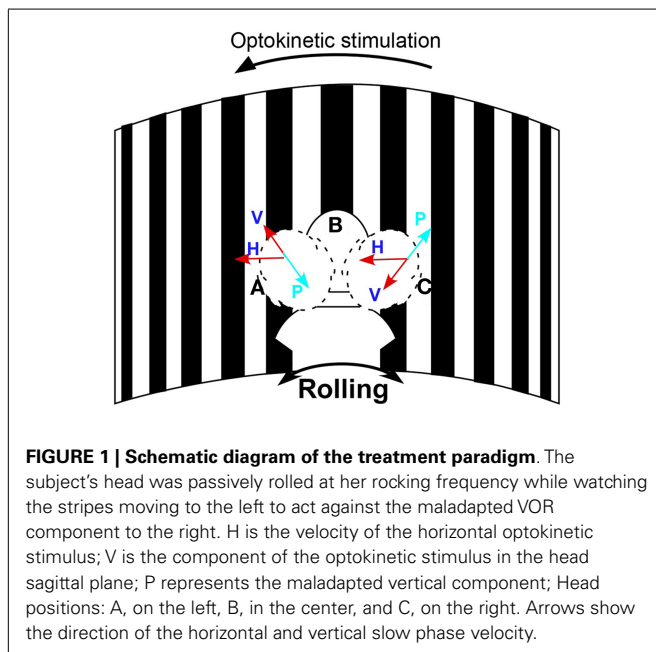 Optokinetic stimulation
V
B
P
H
H
A
P
V
C
Rolling
FIGURE 1 | Schematic diagram of the treatment paradigm. The
subject's head was passively rolled at her rocking frequency while watching
the stripes moving to the left to act against the maladapted VOR
component to the right. H is the velocity of the horizontal optokinetic
stimulus; V is the component of the optokinetic stimulus in the head
sagittal plane; P represents the maladapted vertical component; Head
positions: A, on the left, B, in the center, and C, on the right. Arrows show
the direction of the horizontal and vertical slow phase velocity.